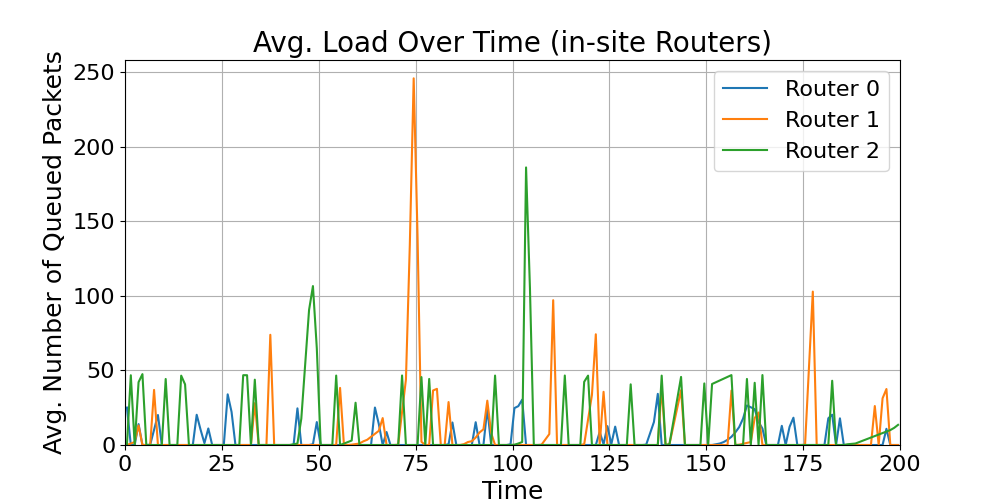 Avg. Load Over Time (in-site Routers)
Avg. Number of Queued Packets
250
200
150
100
50
0
Router 0
Router 1
Router 2
0 25 50 75 100 125 150 175 200
Time